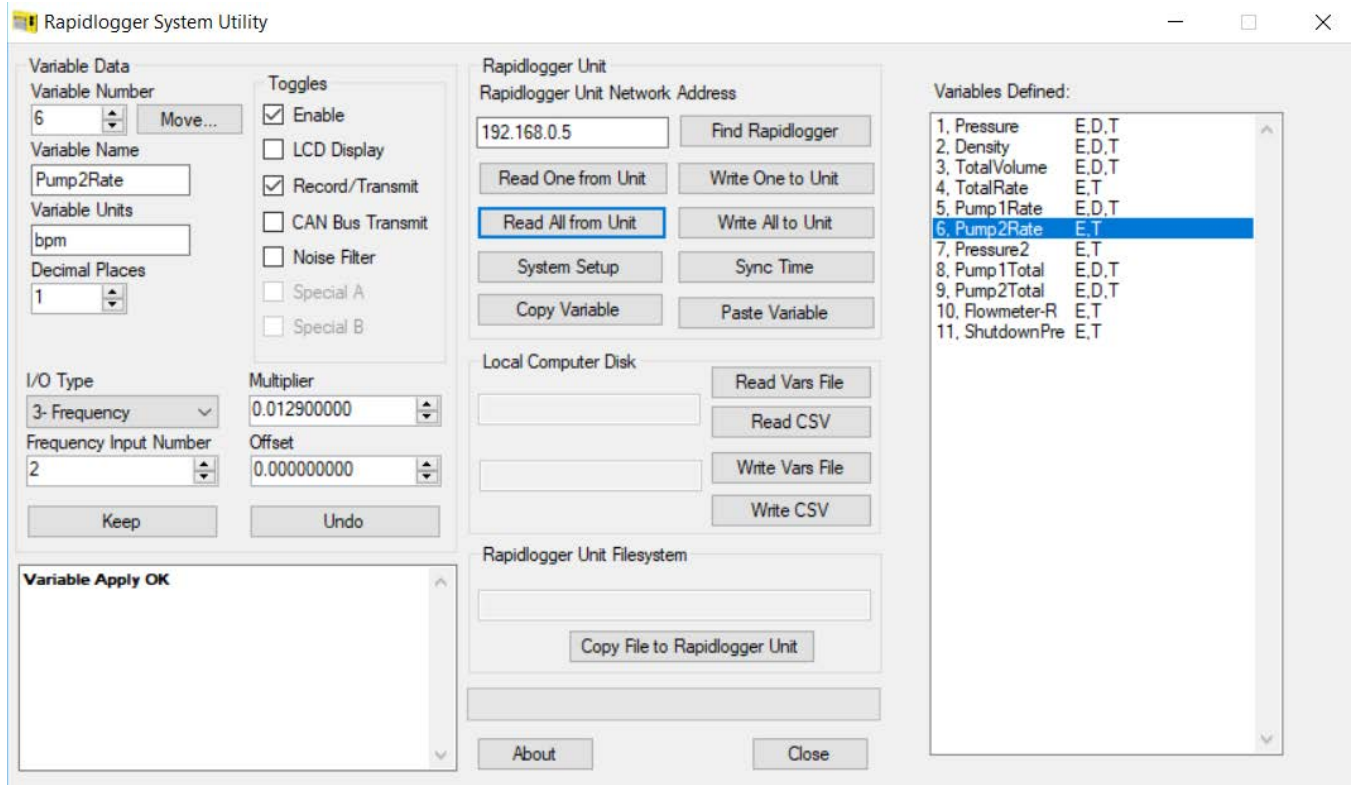 Rapidlogger System Utility
Variable Data
Variable Number
6
Move...
Variable Name
Pump2Rate
Variable Units
bpm
Decimal Places
1
Toggles
Enable
LCD Display
Record/Transmit
CAN Bus Transmit
Noise Filter
Special A
Special B
I/O Type
3- Frequency
Multiplier
0.012900000
Frequency Input Number
2
Offset
0.000000000
Keep
Undo
Variable Apply OK
Rapidlogger Unit
Rapidlogger Unit Network Address
192.168.0.5
Find Rapidlogger
Read One from Unit
Write One to Unit
Read All from Unit
Write All to Unit
System Setup
Sync Time
Copy Variable
Paste Variable
Local Computer Disk
Read Vars File
Read CSV
Write Vars File
Write CSV
Rapidlogger Unit Filesystem
Copy File to Rapidlogger Unit
About
Close
Variables Defined:
1, Pressure E,D,T
2, Density E,D,T
3, TotalVolume E,D,T
4, TotalRate E,T
5, Pump1Rate E,D,T
6, Pump2Rate E,T
7, Pressure2 E,T
8, Pump1Total E,D,T
9, Pump2Total E,D,T
10, Flowmeter-R E,T
11, ShutdownPre E,T